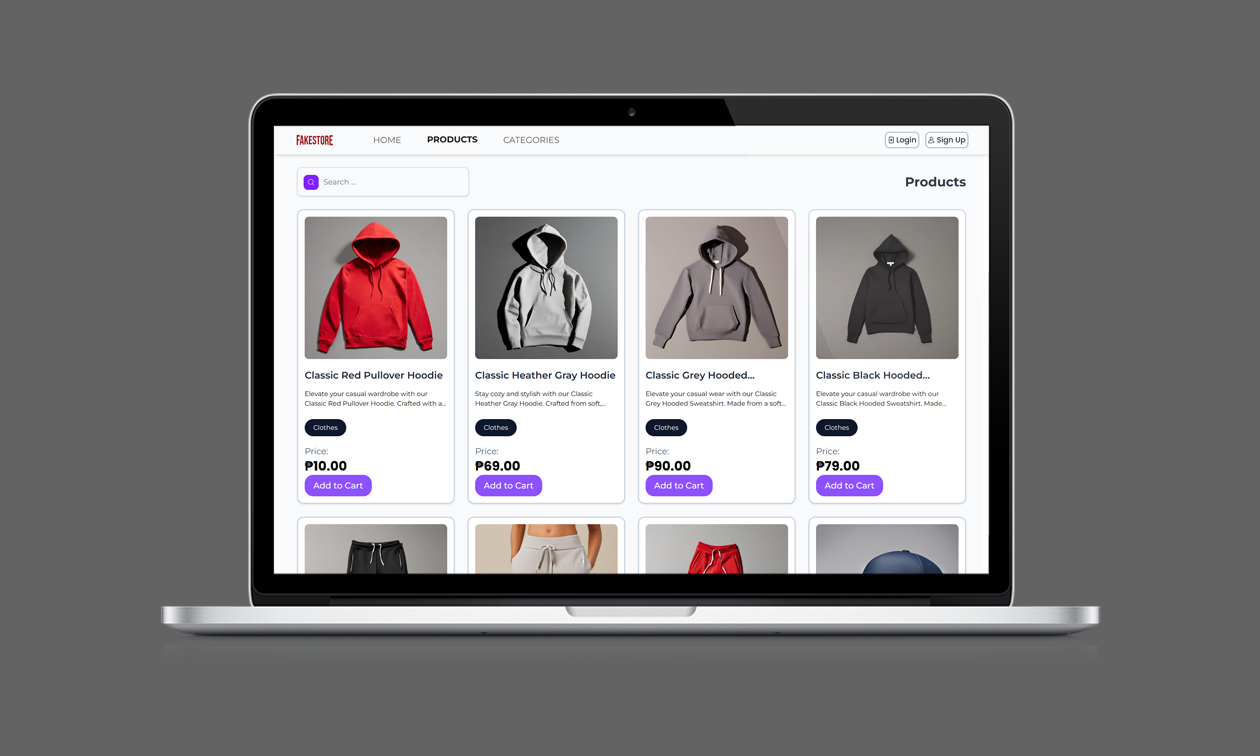 FAKESTORE
HOME
PRODUCTS
CATEGORIES
Login
Sign Up
Search ...
Products
Classic Red Pullover Hoodie
Elevate your casual wardrobe with our
Classic Red Pullover Hoodie. Crafted with a...
Clothes
Price:
₱10.00
Add to Cart
Classic Heather Gray Hoodie
Stay cozy and stylish with our Classic
Heather Gray Hoodie. Crafted from soft,...
Clothes
Price:
₱69.00
Add to Cart
Classic Grey Hooded...
Elevate your casual wear with our Classic
Grey Hooded Sweatshirt. Made from a soft...
Clothes
Price:
₱90.00
Add to Cart
Classic Black Hooded...
Elevate your casual wardrobe with our
Classic Black Hooded Sweatshirt. Made...
Clothes
Price:
₱79.00
Add to Cart